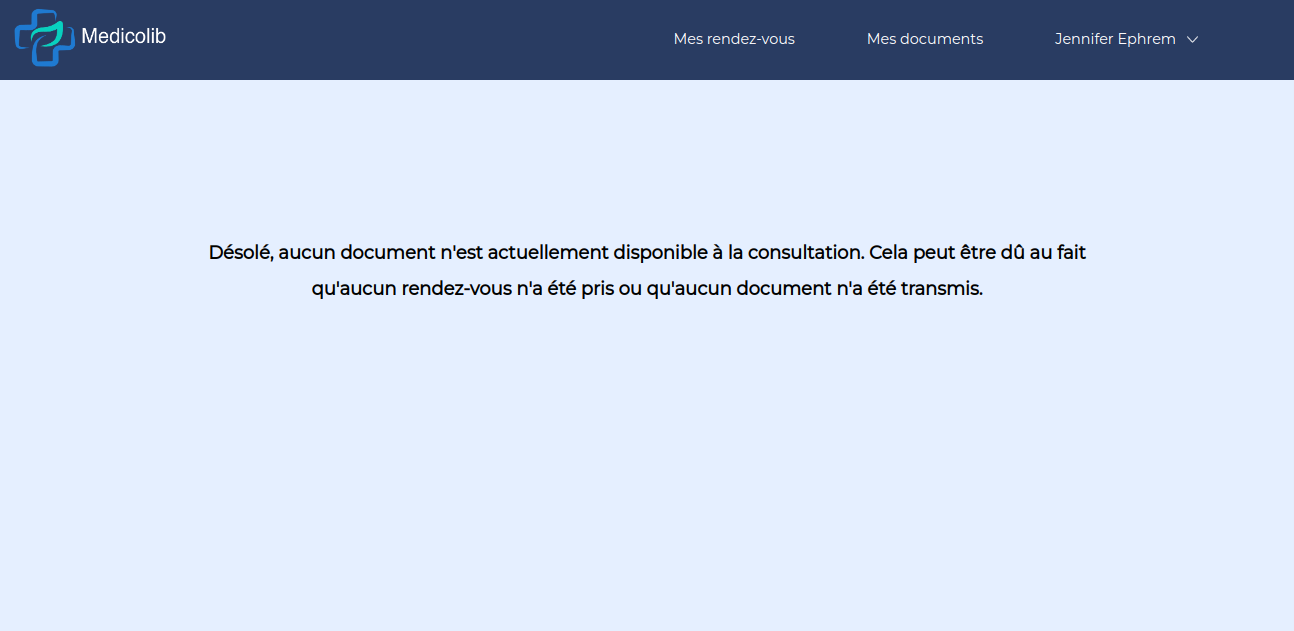 Medicolib
Mes rendez-vous
Mes documents
Jennifer Ephrem
Désolé, aucun document n'est actuellement disponible à la consultation. Cela peut être dû au fait
qu'aucun rendez-vous n'a été pris ou qu'aucun document n'a été transmis.